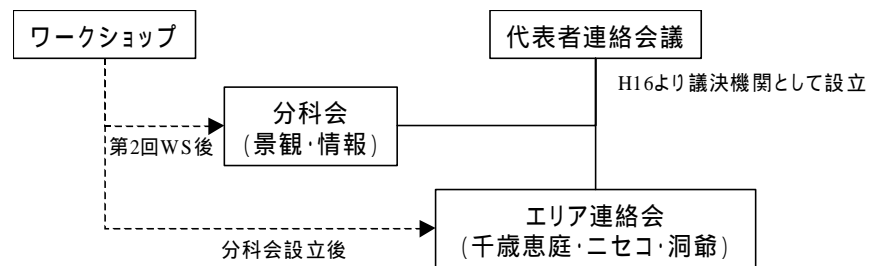 ワークショップ
代表者連絡会議
H16より議決機関として設立
分科会
(景観・情報)
第2回WS後
エリア連絡会
(千歳恵庭・ニセコ・洞爺)
分科会設立後